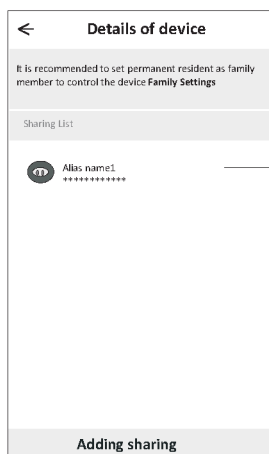 Details of device
It is recommended to set permanent resident as family
member to control the device Family Settings
Sharing List
Alias name1
************
Adding sharing